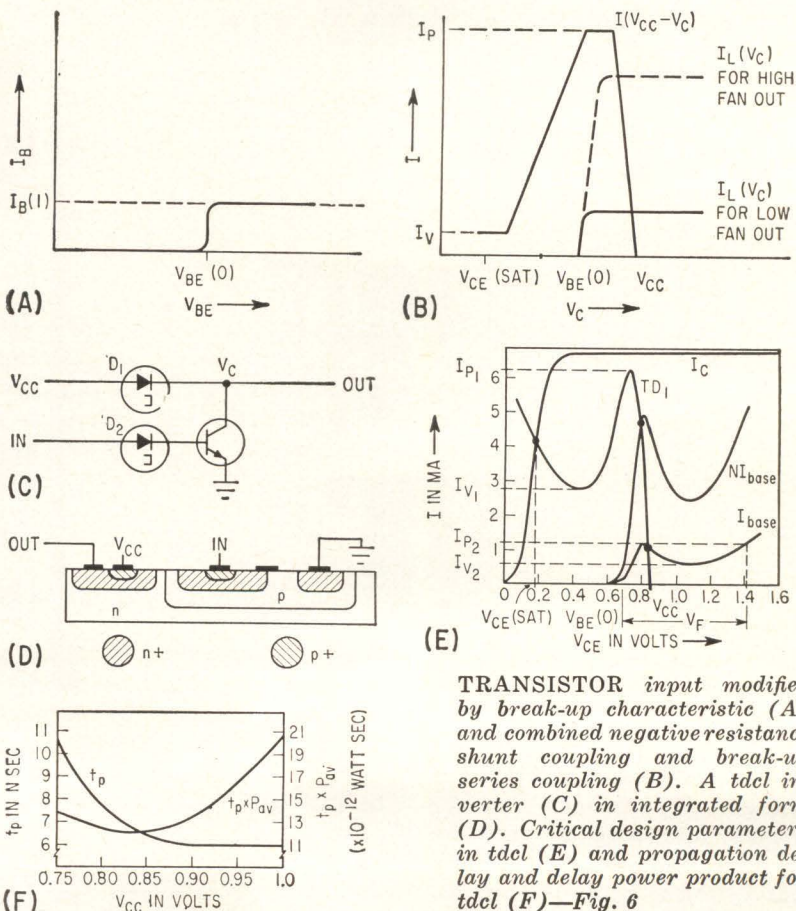 I_P
I(V_CC-V_C)
I_L(V_C)
FOR HIGH
FAN OUT
I
I_B
I_B(1)
I_L(V_C)
FOR LOW
FAN OUT
I_V
V_BE(0)
V_BE
(A)
V_CE(SAT)
V_BE(0)
V_CC
V_C
(B)
V_CC
D_1
V_C
OUT
IN
D_2
(C)
OUT
V_CC
IN
n
p
n+
p+
(D)
I_P1
6
5
4
I_V1
3
2
I_P2
1
I_V2
I IN MA
I_C
TD_1
NI_base
I_base
0
0.2
0.4
0.6
0.8
1.0
1.2
1.4
V_CE(SAT)
V_BE(0)
V_CC
V_F
V_CE IN VOLTS
(E)
11
10
9
8
7
6
t_p IN N SEC
t_p
t_p×P_av
21
19
17
15
13
11
t_p × P_av
(×10-12 WATT SEC)
0.75
0.80
0.85
0.90
0.95
1.0
V_CC IN VOLTS
(F)
TRANSISTOR input modifie
by break-up characteristic (A
and combined negative resistanc
shunt coupling and break-u
series coupling (B). A tdcl in
verter (C) in integrated form
(D). Critical design parameter
in tdcl (E) and propagation de
lay and delay power product fo
tdcl (F)—Fig. 6